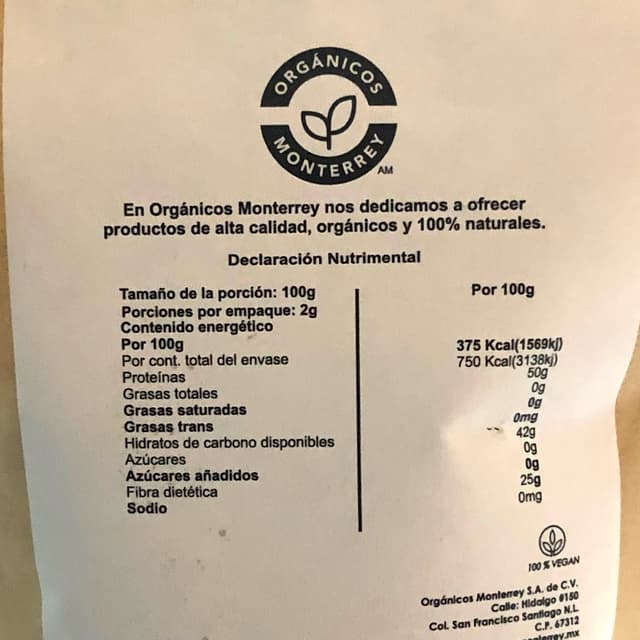 ORGÁNICOS
MONTERREY
AM
En Orgánicos Monterrey nos dedicamos a ofrecer
productos de alta calidad, orgánicos y 100% naturales.
Declaración Nutrimental
Tamaño de la porción: 100g Por 100g
Porciones por empaque: 2g
Contenido energético
Por 100g 375 Kcal(1569kj)
Por cont. total del envase 750 Kcal(3138kj)
Proteínas 50g
Grasas totales 0g
Grasas saturadas 0g
Grasas trans 0mg
Hidratos de carbono disponibles 42g
Azúcares 0g
Azúcares añadidos 0g
Fibra dietética 25g
Sodio 0mg
100 % VEGAN
Orgánicos Monterrey S.A. de C.V.
Calle: Hidalgo #150
Col. San Francisco Santiago N.L.
C.P. 67312